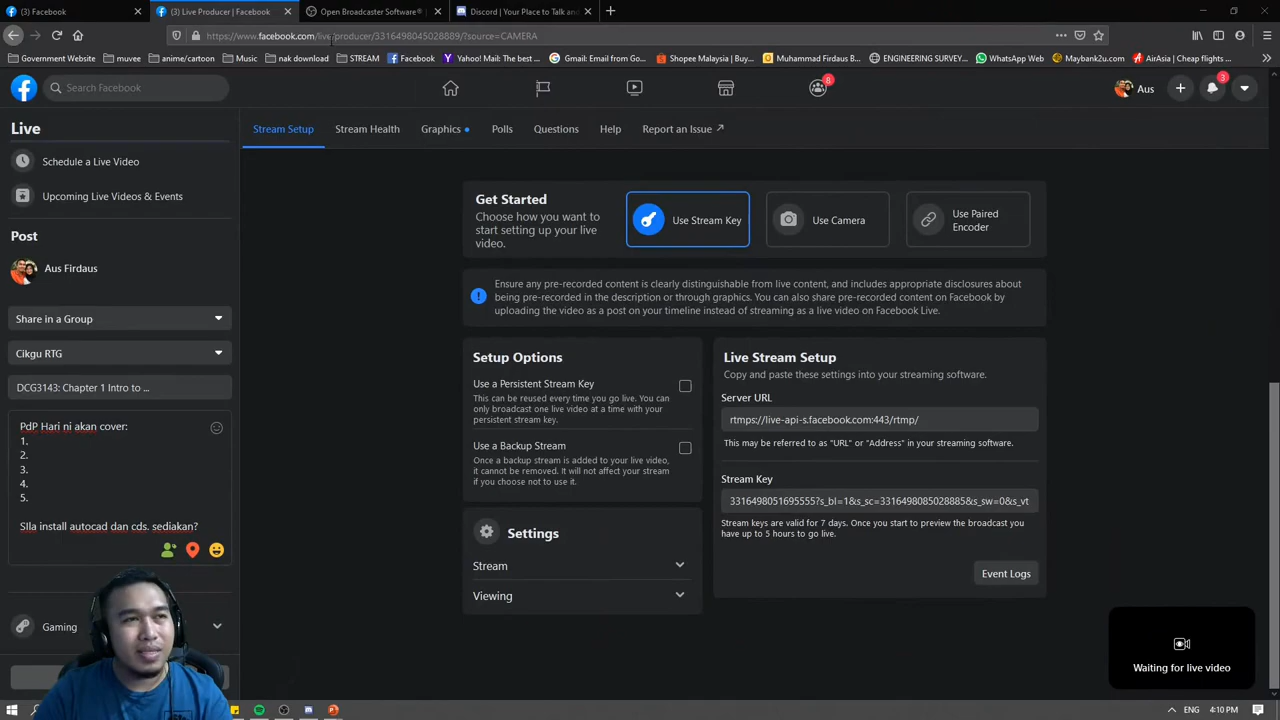 (3) Facebook
(3) Live Producer | Facebook
Open Broadcaster Software®
Discord | Your Place to Talk and
https://www.facebook.com/live/producer/3316498045028889/?source=CAMERA
Government Website
muvee
anime/cartoon
Music
nak download
STREAM
Facebook
Yahoo! Mail: The best ...
Gmail: Email from Go...
Shopee Malaysia | Buy...
Muhammad Firdaus B...
ENGINEERING SURVEY...
WhatsApp Web
Maybank2u.com
AirAsia | Cheap flights ...
Search Facebook
8
Aus
3
Live
Stream Setup
Stream Health
Graphics
Polls
Questions
Help
Report an Issue
Schedule a Live Video
Upcoming Live Videos & Events
Post
Aus Firdaus
Share in a Group
Cikgu RTG
DCG3143: Chapter 1 Intro to ...
PdP Hari ni akan cover:
1.
2.
3.
4.
5.
SIla install autocad dan cds. sediakan?
Gaming
Get Started
Choose how you want
to start setting up your live
video.
Use Stream Key
Use Camera
Use Paired
Encoder
Ensure any pre-recorded content is clearly distinguishable from live content, and includes appropriate disclosures about
being pre-recorded in the description or through graphics. You can also share pre-recorded content on Facebook by
uploading the video as a post on your timeline instead of streaming as a live video on Facebook Live.
Setup Options
Use a Persistent Stream Key
This can be reused every time you go live. You can
only broadcast one live video at a time with your
persistent stream key.
Use a Backup Stream
Once a backup stream is added to your live video,
it cannot be removed. It will not affect your stream
if you choose not to use it.
Settings
Stream
Viewing
Live Stream Setup
Copy and paste these settings into your streaming software.
Server URL
rtmps://live-api-s.facebook.com:443/rtmp/
This may be referred to as "URL" or "Address" in your streaming software.
Stream Key
3316498051695555?s_bl=1&s_sc=3316498085028885&s_sw=0&s_vt
Stream keys are valid for 7 days. Once you start to preview the broadcast you
have up to 5 hours to go live.
Event Logs
Waiting for live video
ENG
4:10 PM